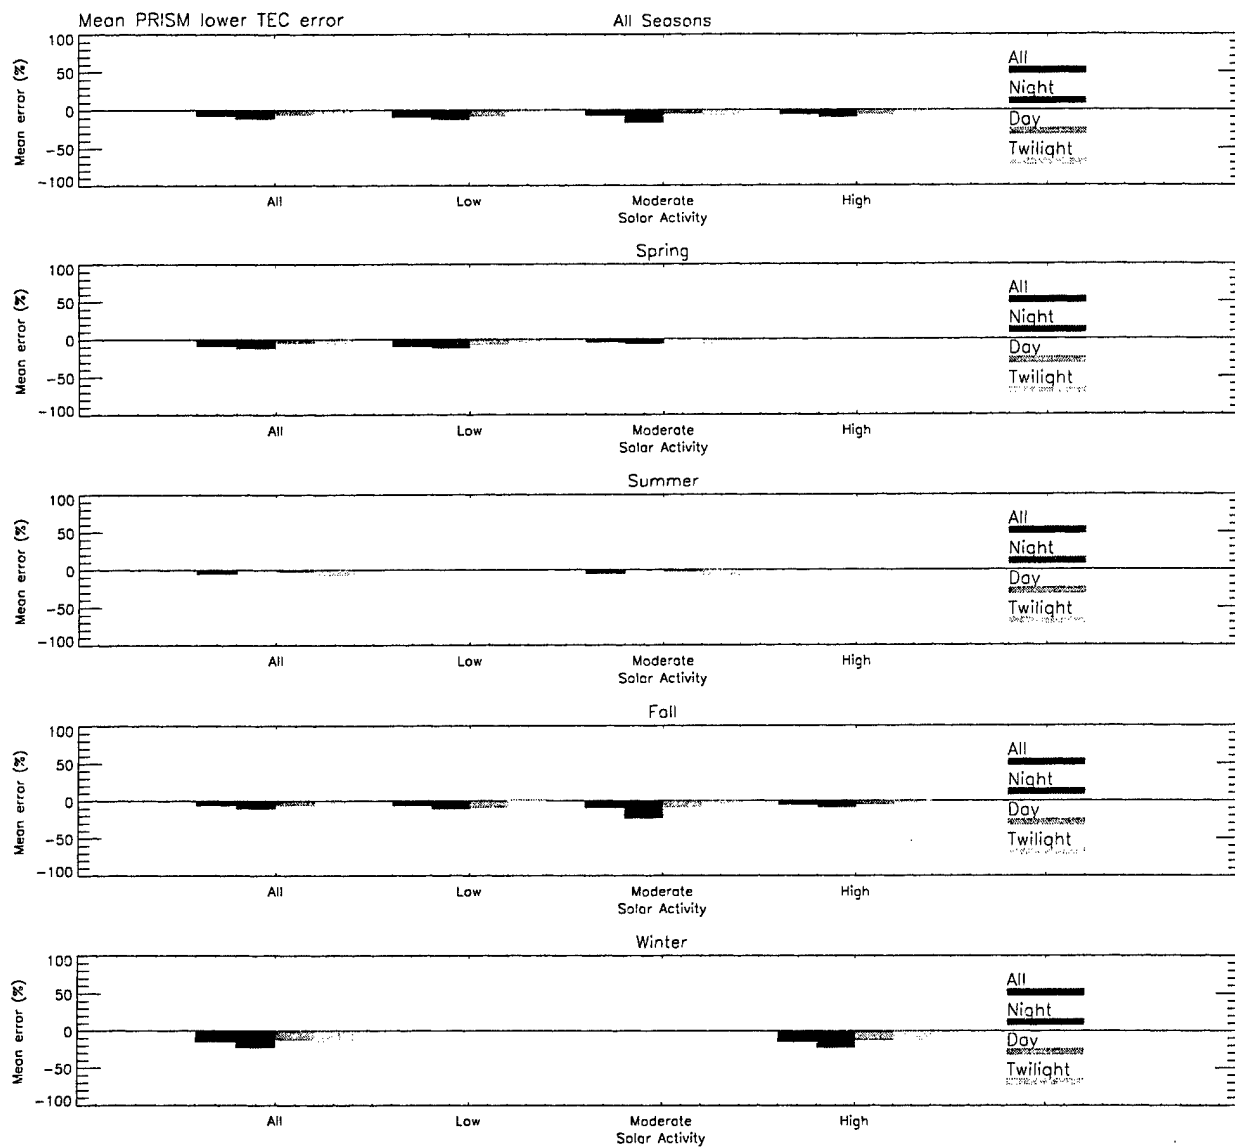 Mean PRISM lower TEC error
All Seasons
Mean error (%)
100
50
0
-50
-100
All
Night
Day
Twilight
All
Low
Moderate
High
Solar Activity
Spring
Mean error (%)
100
50
0
-50
-100
All
Night
Day
Twilight
All
Low
Moderate
High
Solar Activity
Summer
Mean error (%)
100
50
0
-50
-100
All
Night
Day
Twilight
All
Low
Moderate
High
Solar Activity
Fall
Mean error (%)
100
50
0
-50
-100
All
Night
Day
Twilight
All
Low
Moderate
High
Solar Activity
Winter
Mean error (%)
100
50
0
-50
-100
All
Night
Day
Twilight
All
Low
Moderate
High
Solar Activity